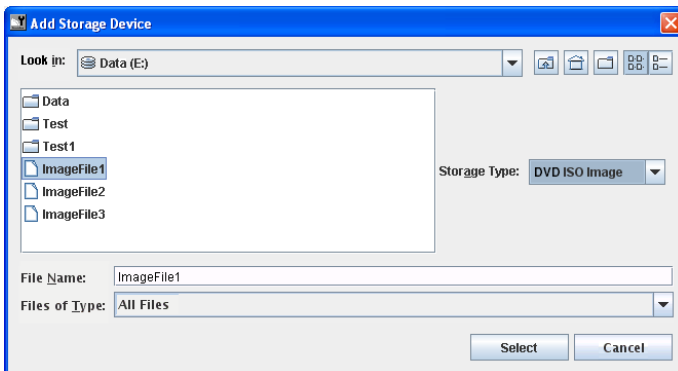 Add Storage Device
Look in: Data (E:)
Data
Test
Test1
ImageFile1
ImageFile2
ImageFile3
Storage Type: DVD ISO Image
File Name: ImageFile1
Files of Type: All Files
Select Cancel